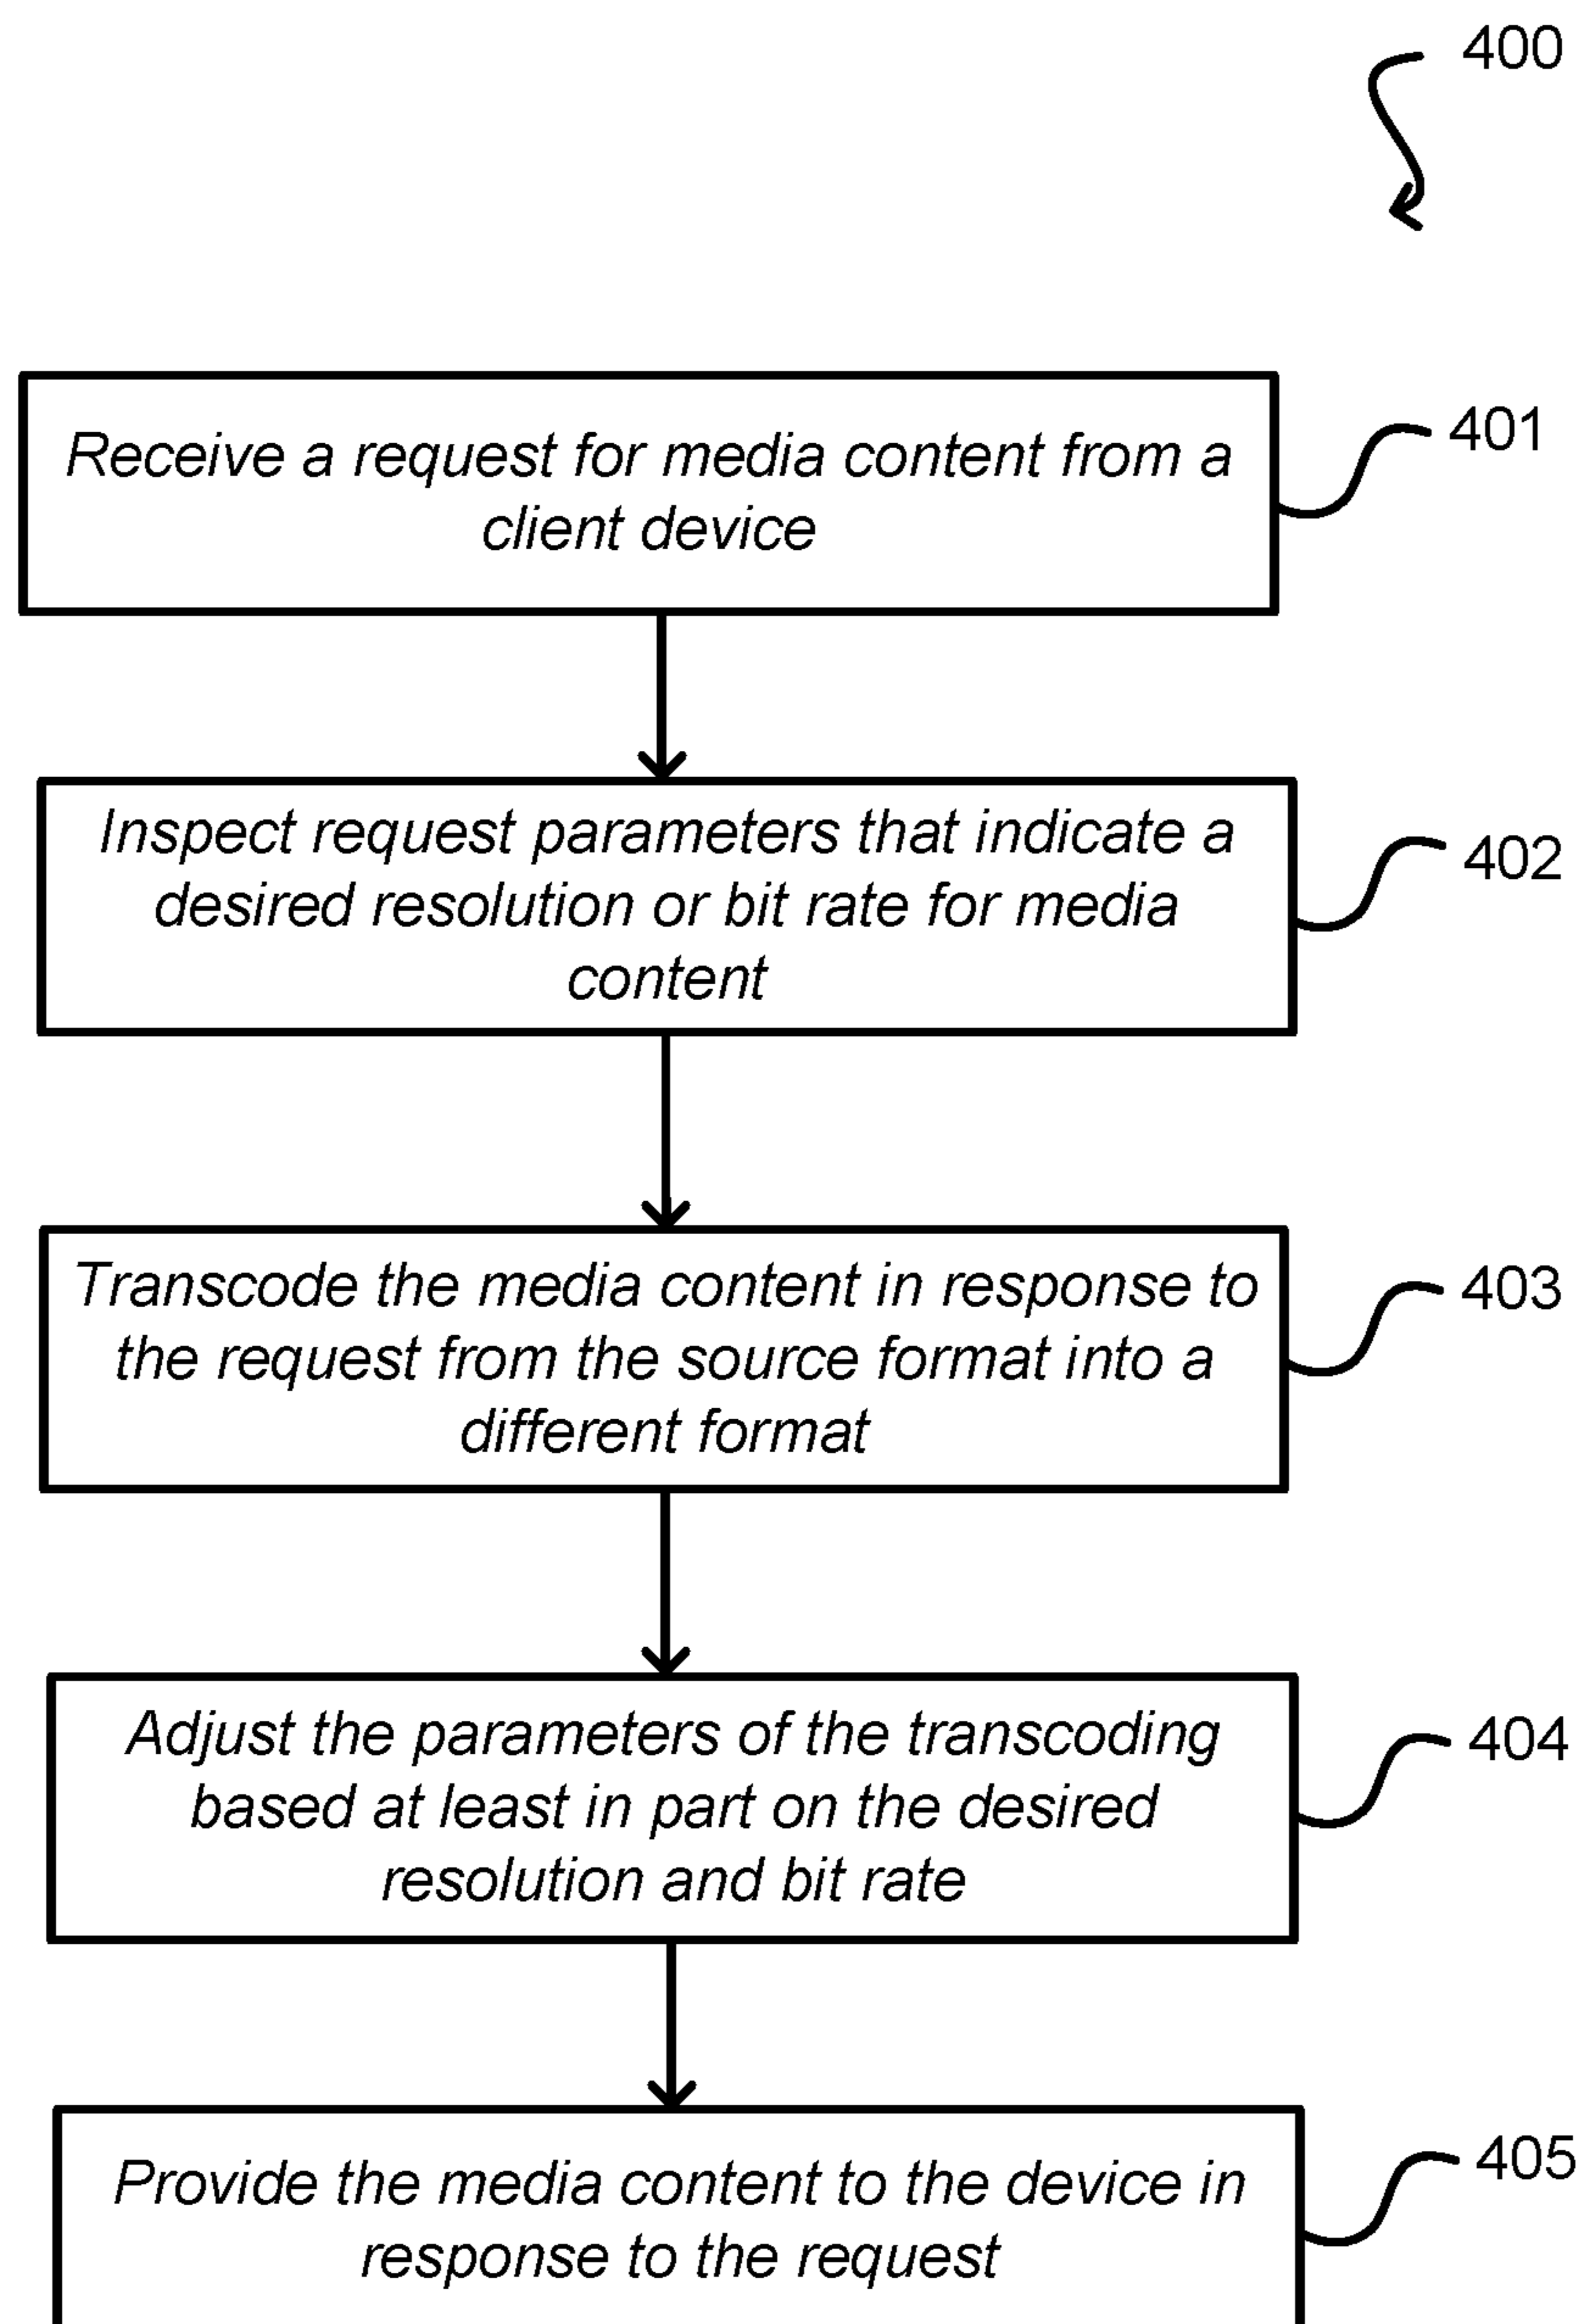 400
Receive a request for media content from a
client device
401
Inspect request parameters that indicate a
desired resolution or bit rate for media
content
402
Transcode the media content in response to
the request from the source format into a
different format
403
Adjust the parameters of the transcoding
based at least in part on the desired
resolution and bit rate
404
Provide the media content to the device in
response to the request
405